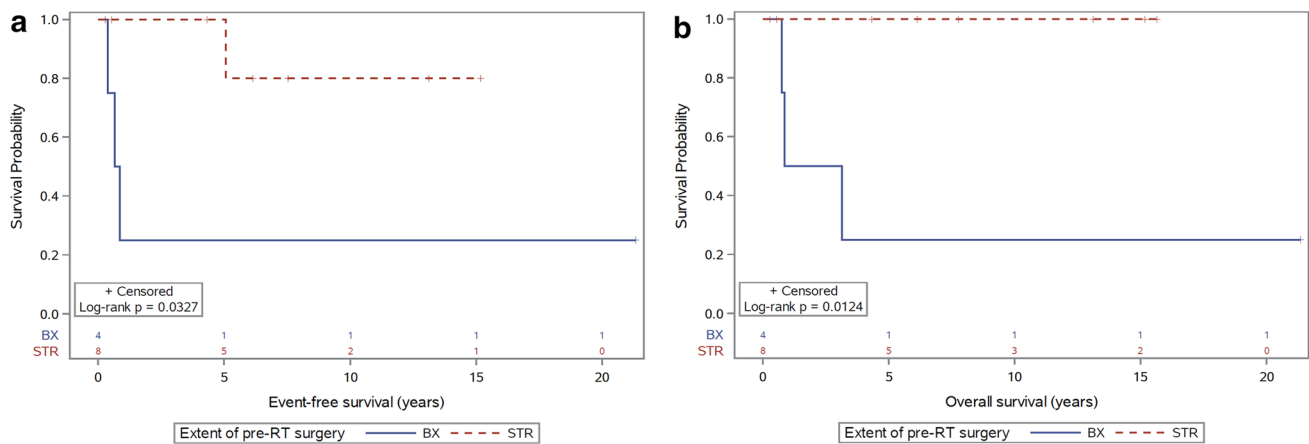 a
Survival Probability
1.0
0.8
0.6
0.4
0.2
0.0
+ Censored
Log-rank p = 0.0327
BX 4 1 1 1 1
STR 8 5 2 1 0
0 5 10 15 20
Event-free survival (years)
Extent of pre-RT surgery BX STR
b
Survival Probability
1.0
0.8
0.6
0.4
0.2
0.0
+ Censored
Log-rank p = 0.0124
BX 4 1 1 1 1
STR 8 5 3 2 0
0 5 10 15 20
Overall survival (years)
Extent of pre-RT surgery BX STR